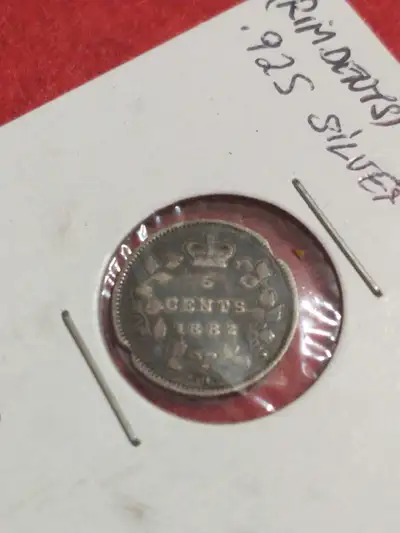 (RIM DENTS)
.925 SILVER
5
CENTS
1882